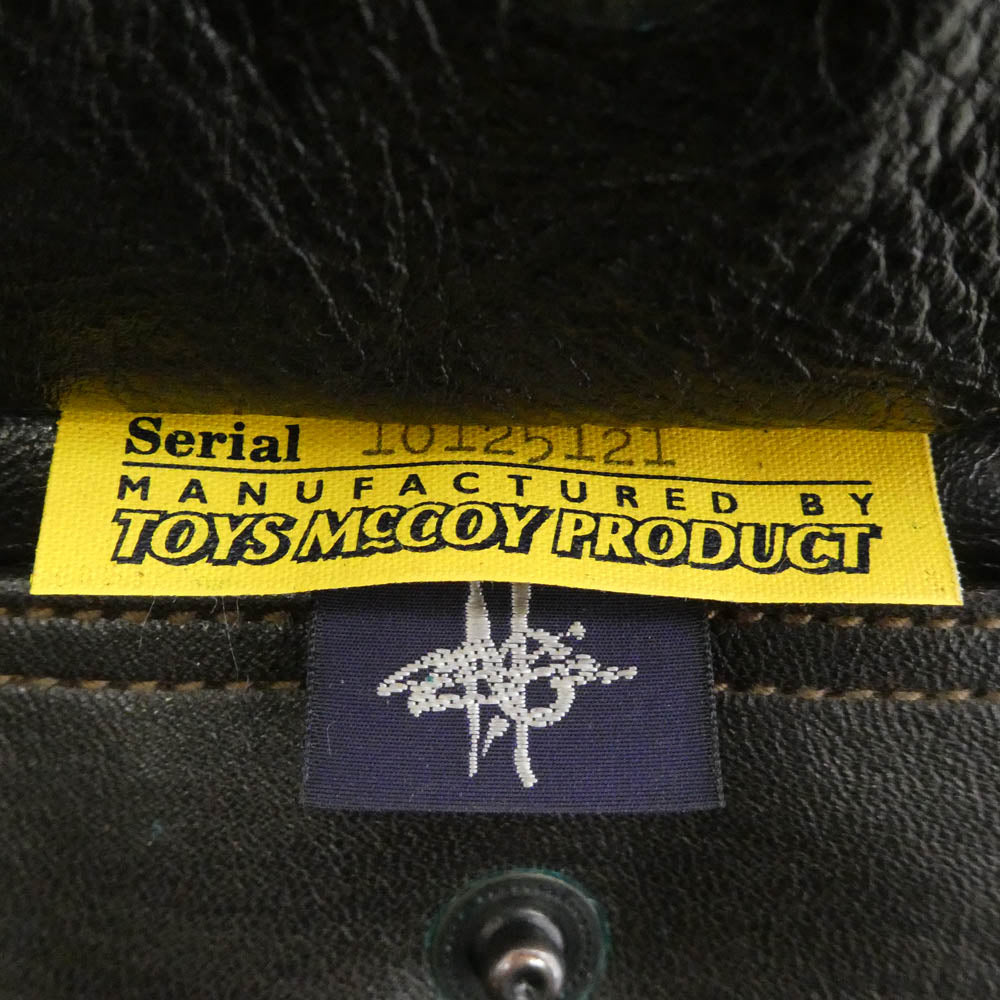 Serial 10125121
MANUFACTURED BY
TOYS McCOY PRODUCT